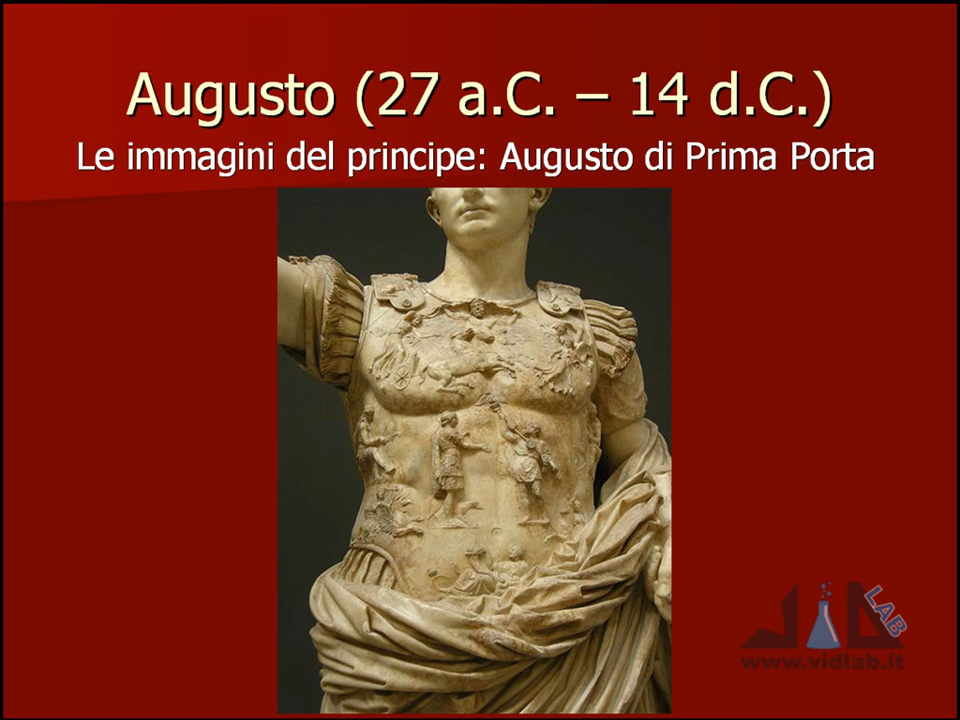 Augusto (27 a.C. – 14 d.C.)
Le immagini del principe: Augusto di Prima Porta
LAB
www.vidlab.it